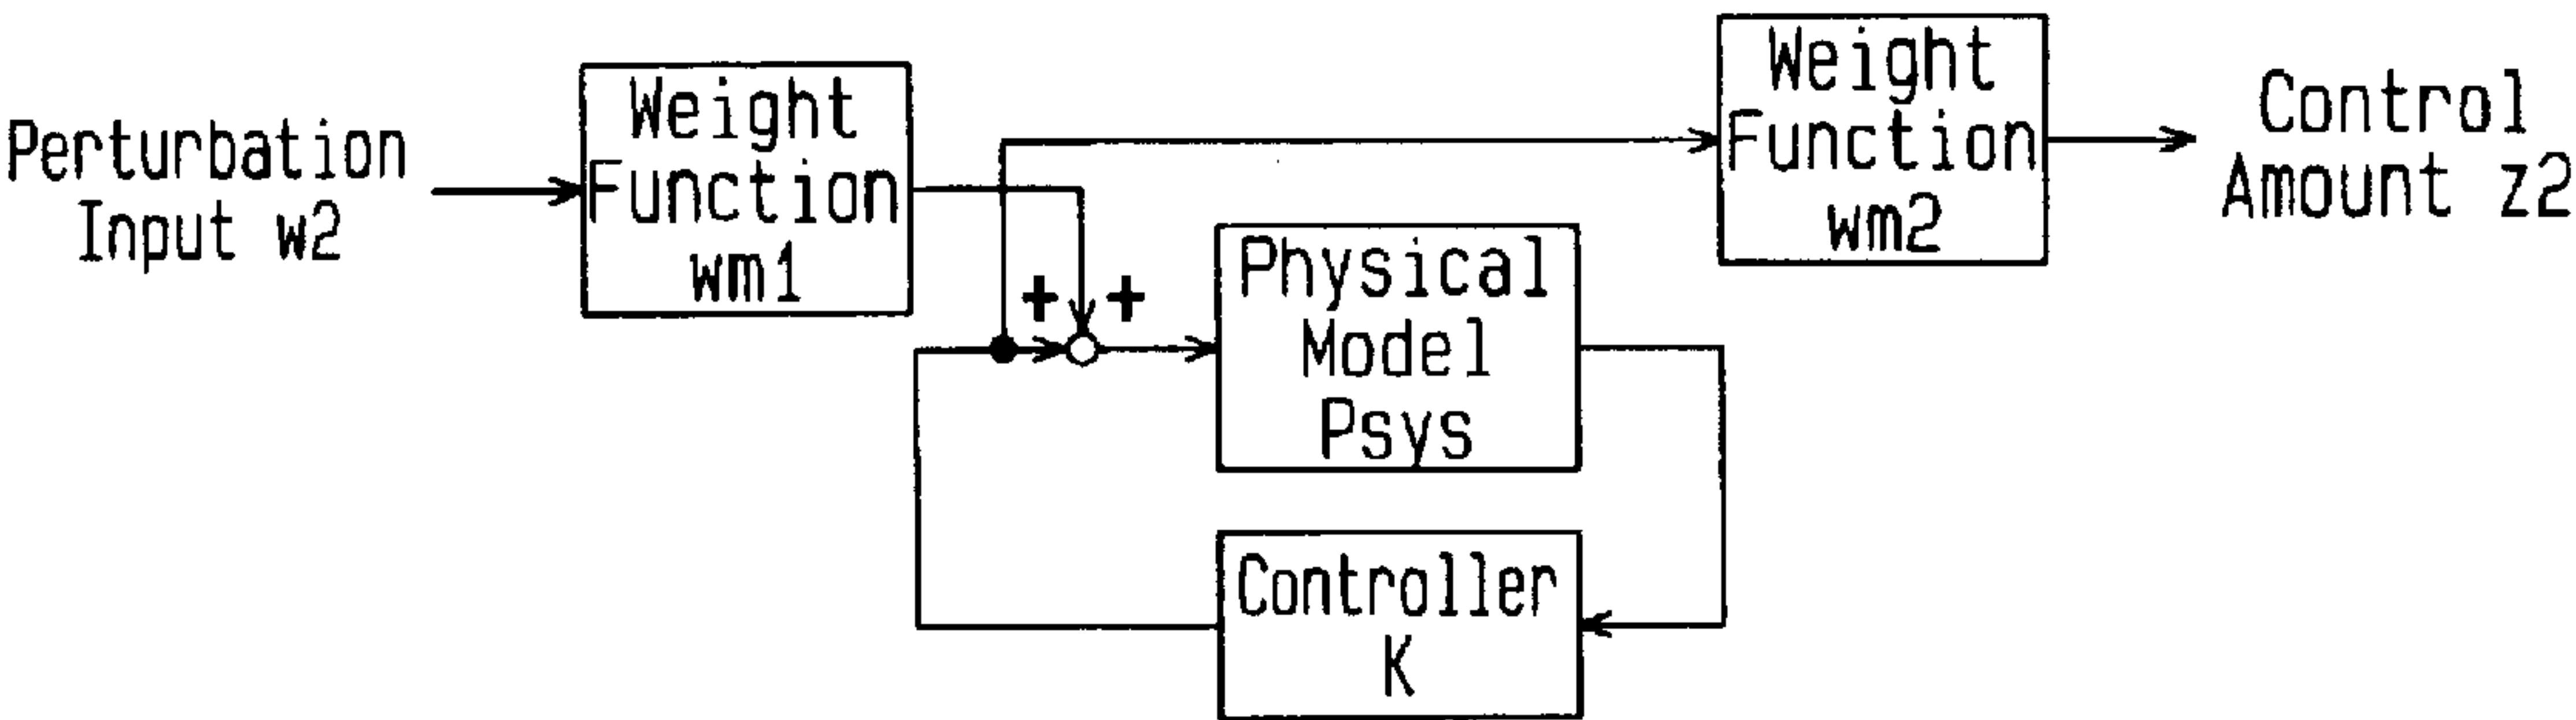 Perturbation
Input w2
Weight
Function
wm1
+ +
Physical
Model
Psys
Controller
K
Weight
Function
wm2
Control
Amount z2